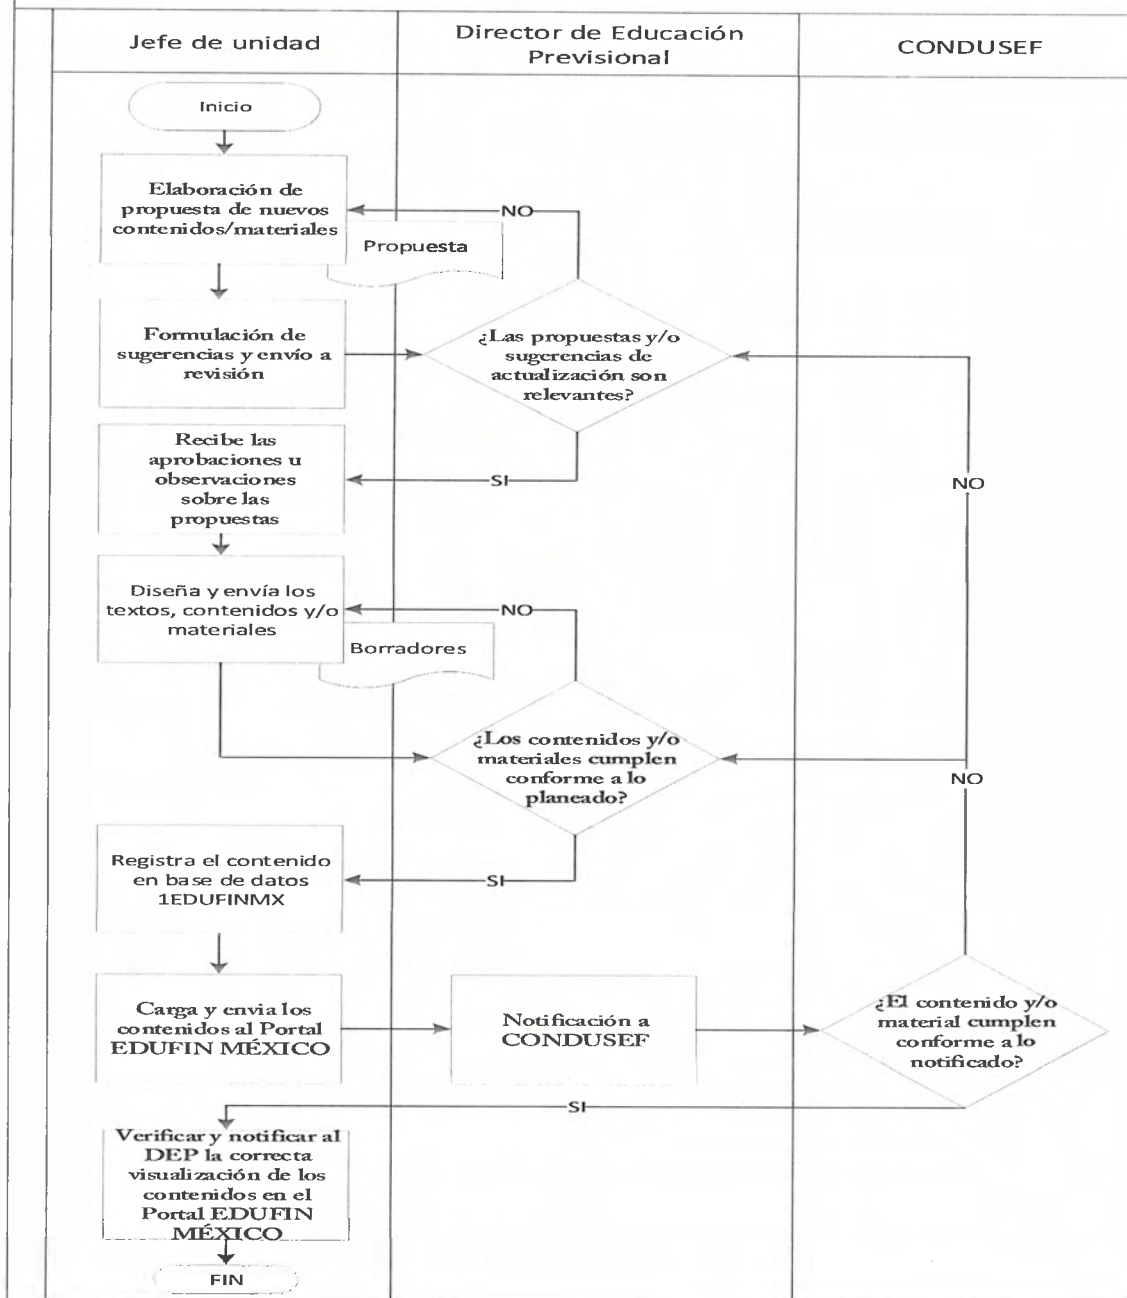 Jefe de unidad
Director de Educación
Previsional
CONDUSEF
Inicio
Elaboración de
propuesta de nuevos
contenidos/materiales
NO
Propuesta
Formulación de
sugerencias y envío a
revisión
¿Las propuestas y/o
sugerencias de
actualización son
relevantes?
Recibe las
aprobaciones u
observaciones
sobre las
propuestas
SI
NO
Diseña y envía los
textos, contenidos y/o
materiales
NO
Borradores
¿Los contenidos y/o
materiales cumplen
conforme a lo
planeado?
NO
Registra el contenido
en base de datos
1EDUFINMX
SI
Carga y envia los
contenidos al Portal
EDUFIN MÉXICO
Notificación a
CONDUSEF
¿El contenido y/o
material cumplen
conforme a lo
notificado?
SI
Verificar y notificar al
DEP la correcta
visualización de los
contenidos en el
Portal EDUFIN
MÉXICO
FIN